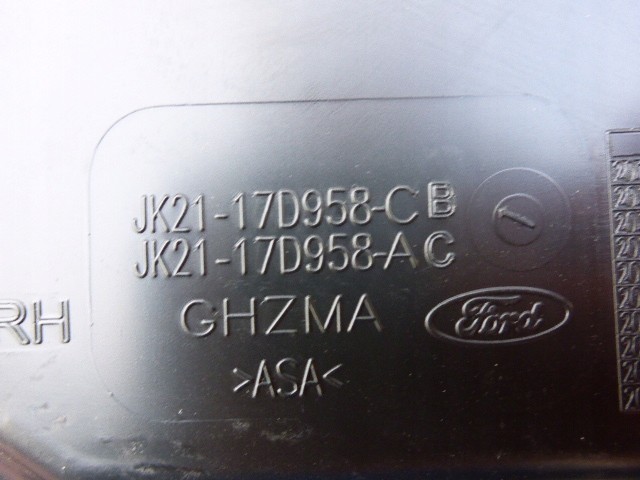 JK21-17D958-CB
JK21-17D958-AC
RH
GHZMA
Ford
>ASA<